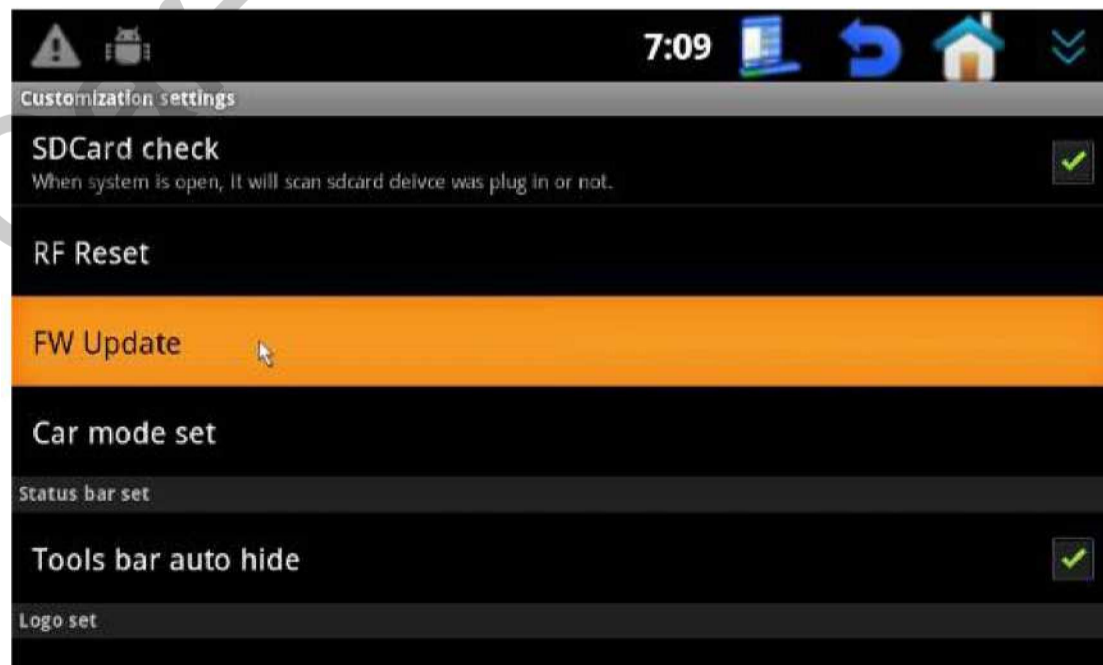 7:09
Customization settings
SDCard check
When system is open, it will scan sdcard deivce was plug in or not.
RF Reset
FW Update
Car mode set
Status bar set
Tools bar auto hide
Logo set